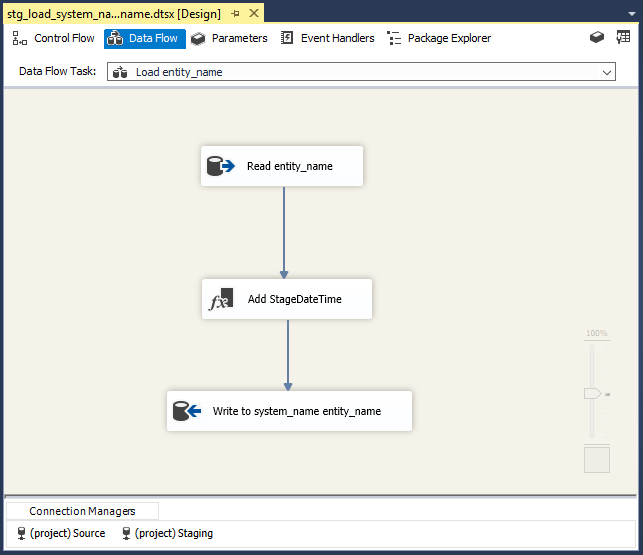 stg_load_system_na...name.dtsx [Design]
Control Flow Data Flow Parameters Event Handlers Package Explorer
Data Flow Task: Load entity_name
Read entity_name
Add StageDateTime
100%
Write to system_name entity_name
Connection Managers
(project) Source (project) Staging